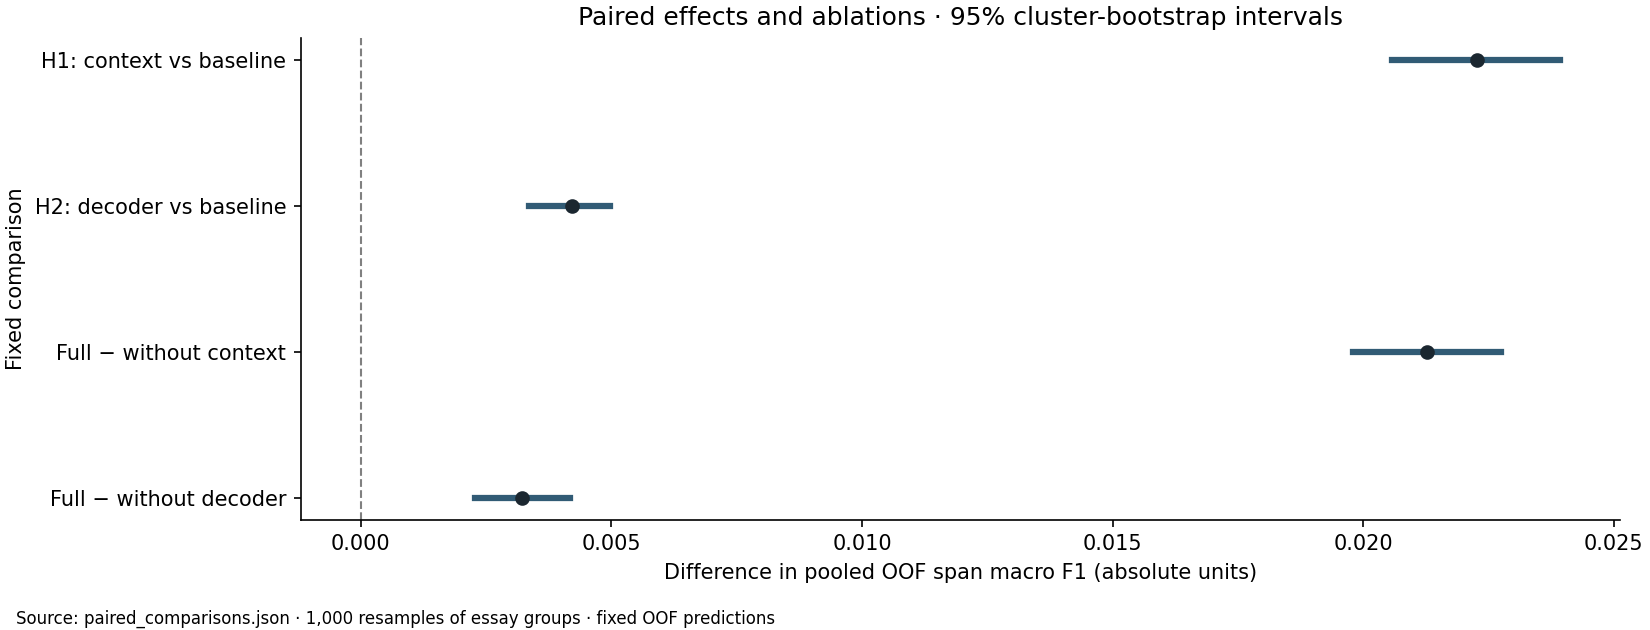 Paired effects and ablations · 95% cluster-bootstrap intervals
Fixed comparison
H1: context vs baseline
H2: decoder vs baseline
Full − without context
Full − without decoder
0.000 0.005 0.010 0.015 0.020 0.025
Difference in pooled OOF span macro F1 (absolute units)
Source: paired_comparisons.json · 1,000 resamples of essay groups · fixed OOF predictions